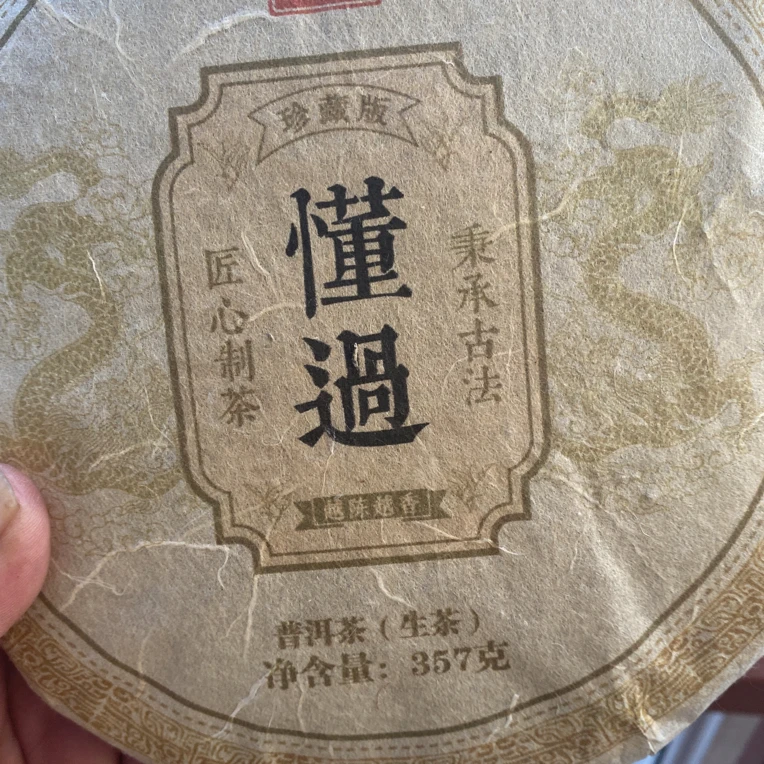 珍藏版
懂過
秉承古法
匠心制茶
越陈越香
普洱茶（生茶）
净含量：357克